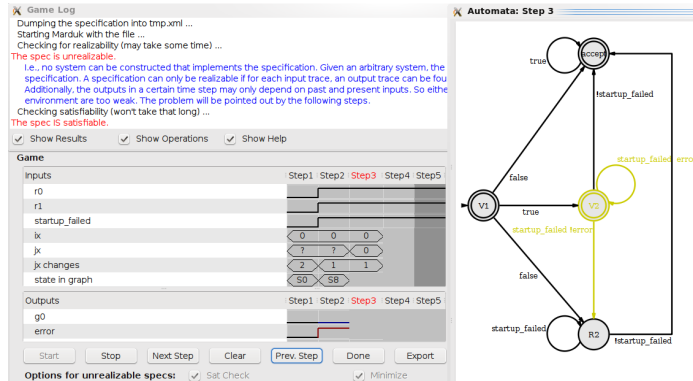 Game Log
Dumping the specification into tmp.xml ...
Starting Marduk with the file ...
Checking for realizability (may take some time) ...
The spec is unrealizable.
I.e., no system can be constructed that implements the specification. Given an arbitrary system, the
specification. A specification can only be realizable if for each input trace, an output trace can be fou
Additionally, the outputs in a certain time step may only depend on past and present inputs. So eithe
environment are too weak. The problem will be pointed out by the following steps.
Checking satisfiability (won't take that long) ...
The spec IS satisfiable.
Show Results Show Operations Show Help
Game
Inputs Step1 Step2 Step3 Step4 Step5
r0
r1
startup_failed
ix 0 0 0
jx ? ? 0
jx changes 2 1 1
state in graph S0 S8
Outputs Step1 Step2 Step3 Step4 Step5
g0
error
Start Stop Next Step Clear Prev. Step Done Export
Options for unrealizable specs: Sat Check Minimize
Automata: Step 3
accept
true
!startup_failed
startup_failed error
false
V1
true
V2
startup_failed !error
false
startup_failed
R2
!startup_failed